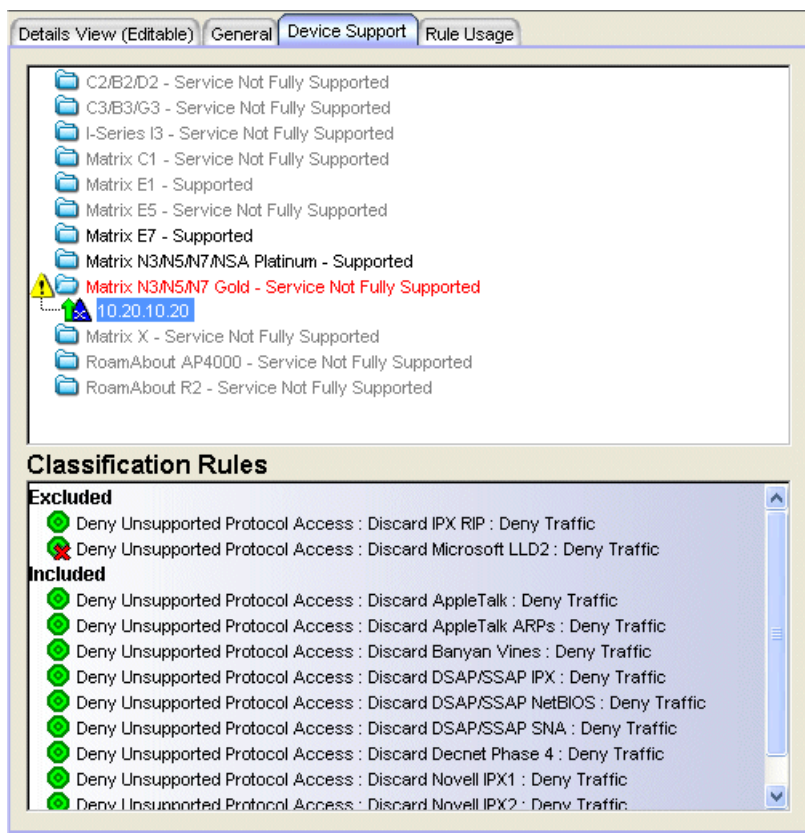 Details View (Editable) General Device Support Rule Usage
C2/B2/D2 - Service Not Fully Supported
C3/B3/G3 - Service Not Fully Supported
I-Series I3 - Service Not Fully Supported
Matrix C1 - Service Not Fully Supported
Matrix E1 - Supported
Matrix E5 - Service Not Fully Supported
Matrix E7 - Supported
Matrix N3/N5/N7/NSA Platinum - Supported
Matrix N3/N5/N7 Gold - Service Not Fully Supported
10.20.10.20
Matrix X - Service Not Fully Supported
RoamAbout AP4000 - Service Not Fully Supported
RoamAbout R2 - Service Not Fully Supported
Classification Rules
Excluded
Deny Unsupported Protocol Access : Discard IPX RIP : Deny Traffic
Deny Unsupported Protocol Access : Discard Microsoft LLD2 : Deny Traffic
Included
Deny Unsupported Protocol Access : Discard AppleTalk : Deny Traffic
Deny Unsupported Protocol Access : Discard AppleTalk ARPs : Deny Traffic
Deny Unsupported Protocol Access : Discard Banyan Vines : Deny Traffic
Deny Unsupported Protocol Access : Discard DSAP/SSAP IPX : Deny Traffic
Deny Unsupported Protocol Access : Discard DSAP/SSAP NetBIOS : Deny Traffic
Deny Unsupported Protocol Access : Discard DSAP/SSAP SNA : Deny Traffic
Deny Unsupported Protocol Access : Discard Decnet Phase 4 : Deny Traffic
Deny Unsupported Protocol Access : Discard Novell IPX1 : Deny Traffic
Deny Unsupported Protocol Access : Discard Novell IPX2 : Deny Traffic